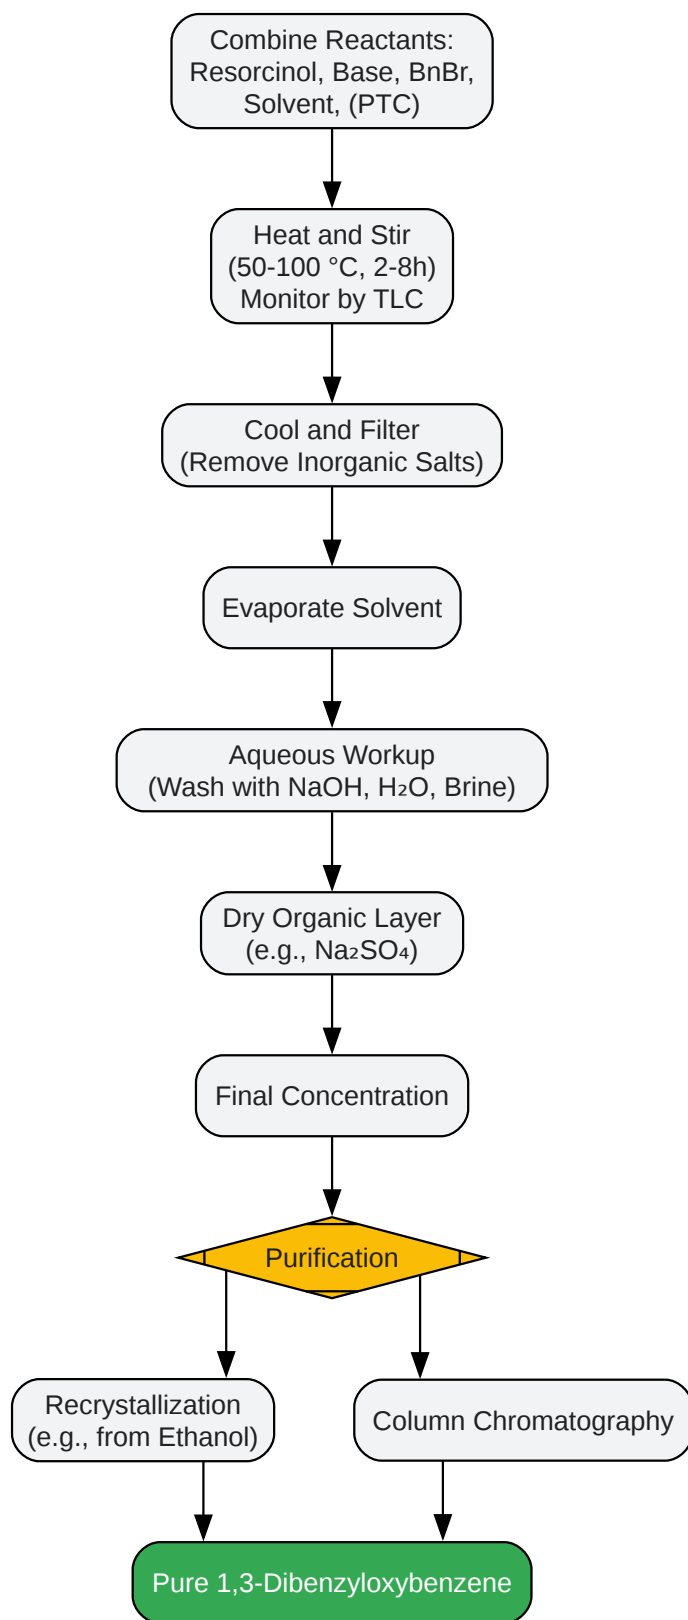 Combine Reactants:
Resorcinol, Base, BnBr,
Solvent, (PTC)
Heat and Stir
(50-100 °C, 2-8h)
Monitor by TLC
Cool and Filter
(Remove Inorganic Salts)
Evaporate Solvent
Aqueous Workup
(Wash with NaOH, H₂O, Brine)
Dry Organic Layer
(e.g., Na₂SO₄)
Final Concentration
Purification
Recrystallization
(e.g., from Ethanol)
Column Chromatography
Pure 1,3-Dibenzyloxybenzene